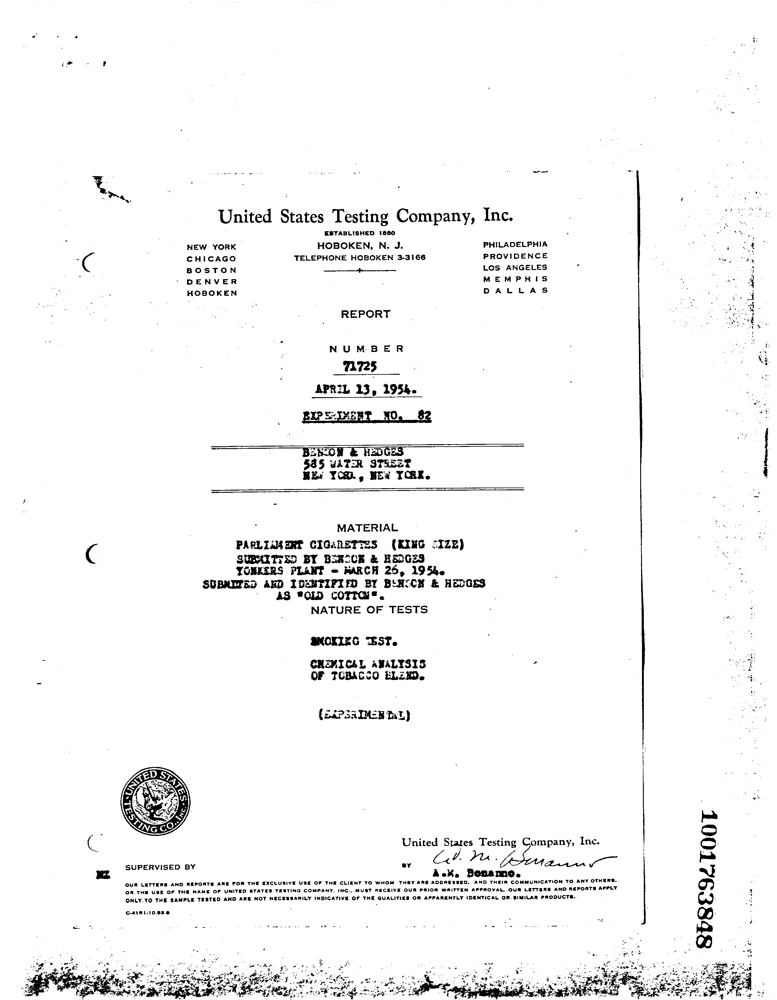 United States Testing Company, Inc.
ESTABLISHED 1880
HOBOKEN, N. J.
TELEPHONE HOBOKEN 3-3166
NEW YORK
CHICAGO
BOSTON
DENVER
HOBOKEN
PHILADELPHIA
PROVIDENCE
LOS ANGELES
MEMPHIS
DALLAS
REPORT
NUMBER
71725
APRIL 13, 1954.
EXPERIMENT NO. 82
BENSON & HEDGES
585 WATER STREET
NEW YORK, NEW YORK.
MATERIAL
PARLIAMENT CIGARETTES (KING SIZE)
SUBMITTED BY BENSON & HEDGES
YONKERS PLANT - MARCH 26, 1954.
SUBMITTED AND IDENTIFIED BY BENSON & HEDGES
AS "OLD COTTON".
NATURE OF TESTS
SMOKING TEST.
CHEMICAL ANALYSIS
OF TOBACCO BLEND.
(EXPERIMENTAL)
UNITED STATES TESTING CO. Inc.
United States Testing Company, Inc.
SUPERVISED BY
BY
A.M. Bonanno.
OUR LETTERS AND REPORTS ARE FOR THE EXCLUSIVE USE OF THE CLIENT TO WHOM THEY ARE ADDRESSED, AND THEIR COMMUNICATION TO ANY OTHERS,
OR THE USE OF THE NAME OF UNITED STATES TESTING COMPANY, INC., MUST RECEIVE OUR PRIOR WRITTEN APPROVAL. OUR LETTERS AND REPORTS APPLY
ONLY TO THE SAMPLE TESTED AND ARE NOT NECESSARILY INDICATIVE OF THE QUALITIES OR APPARENTLY IDENTICAL OR SIMILAR PRODUCTS.
1001763848